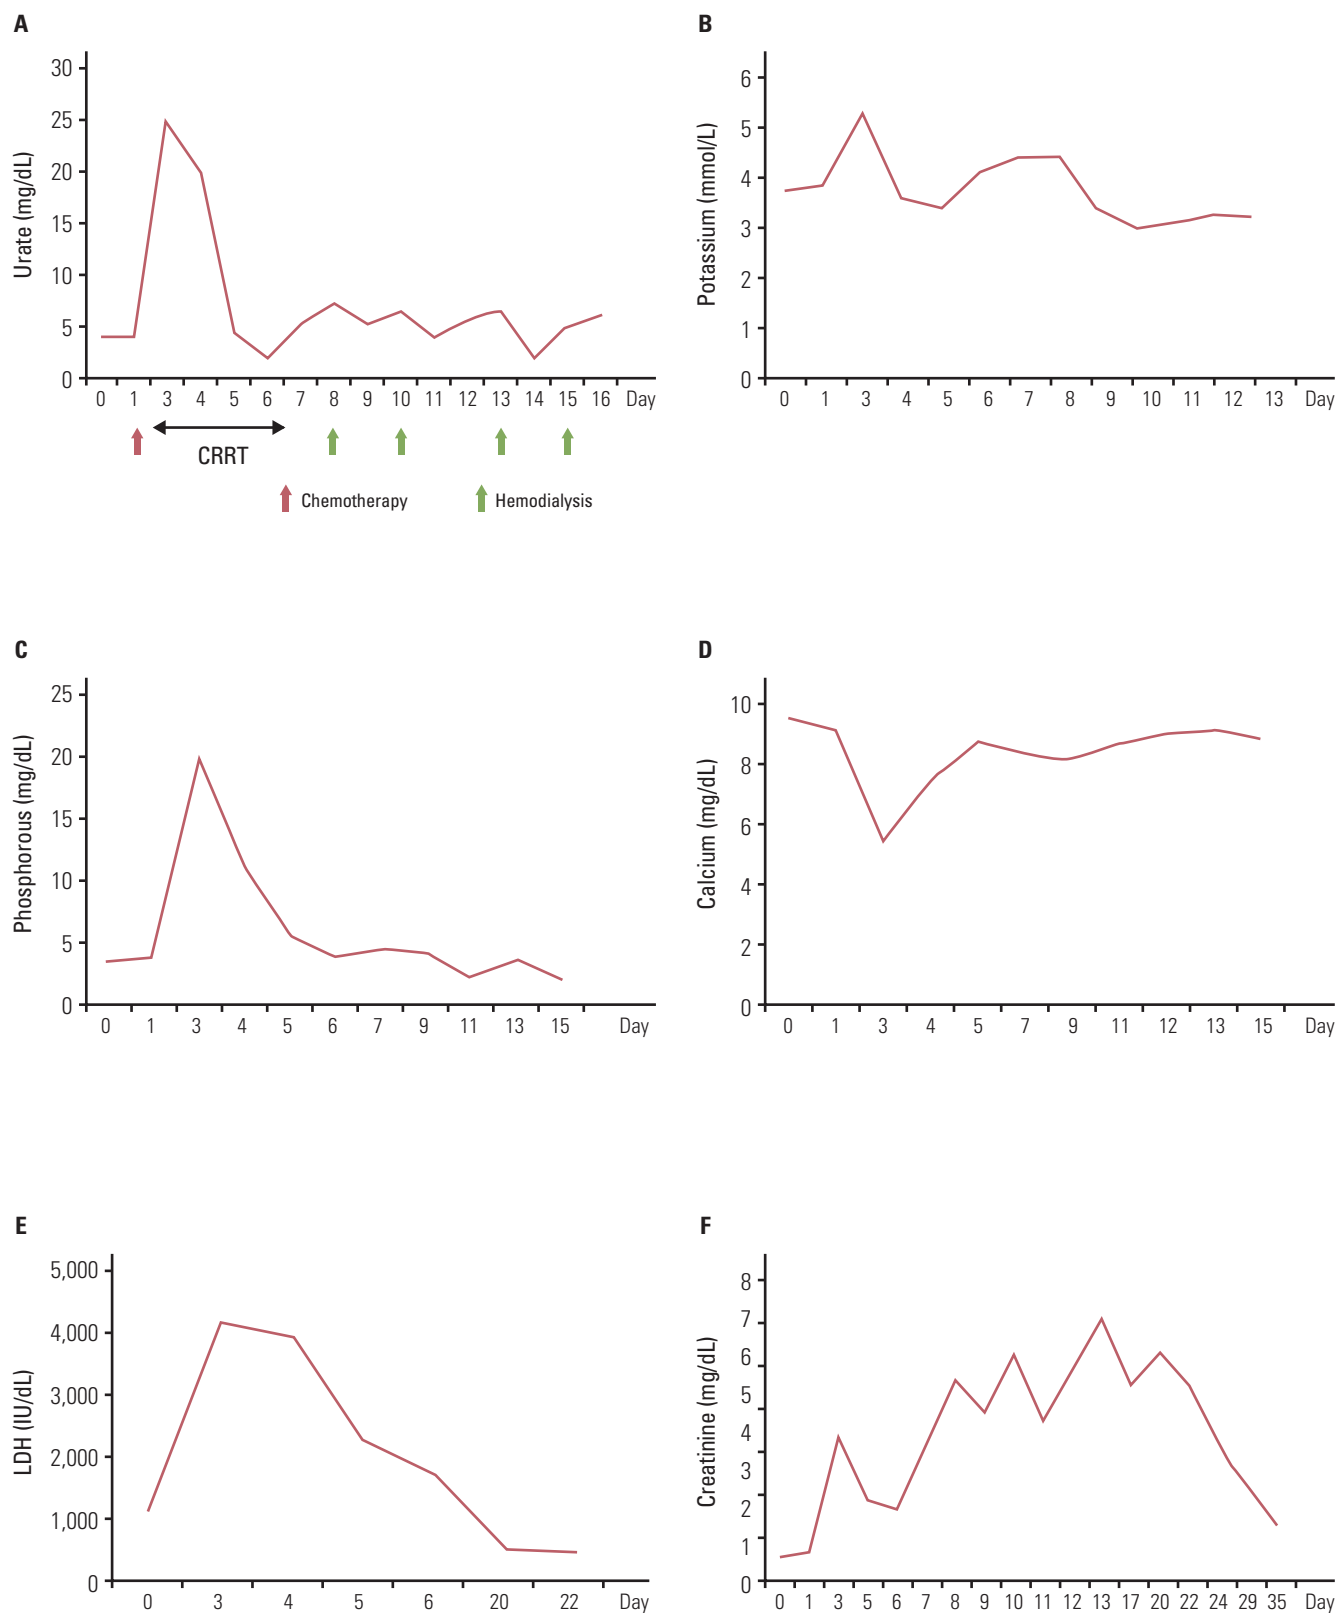 A
Urate (mg/dL)
30
25
20
15
10
5
0
0 1 3 4 5 6 7 8 9 10 11 12 13 14 15 16 Day
CRRT
Chemotherapy Hemodialysis
B
Potassium (mmol/L)
6
5
4
3
2
1
0
0 1 3 4 5 6 7 8 9 10 11 12 13 Day
C
Phosphorous (mg/dL)
25
20
15
10
5
0
0 1 3 4 5 6 7 9 11 13 15 Day
D
Calcium (mg/dL)
10
8
6
4
2
0
0 1 3 4 5 7 9 11 12 13 15 Day
E
LDH (IU/dL)
5,000
4,000
3,000
2,000
1,000
0
0 3 4 5 6 20 22 Day
F
Creatinine (mg/dL)
8
7
6
5
4
3
2
1
0
0 1 3 5 6 7 8 9 10 11 12 13 17 20 22 24 29 35 Day